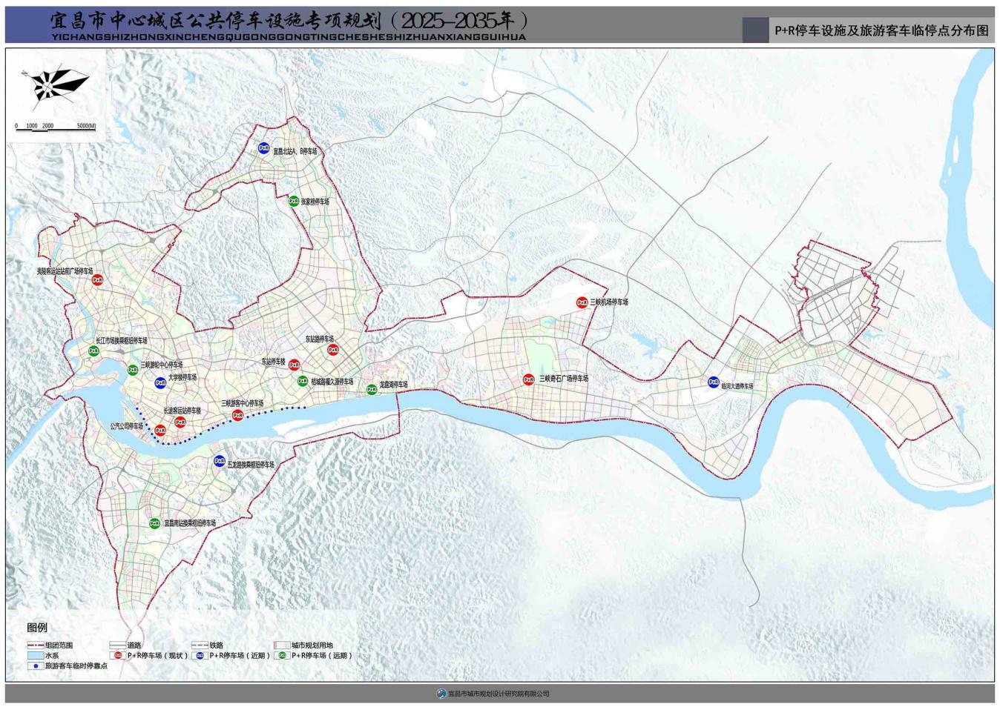 宜昌市中心城区公共停车设施专项规划（2025-2035年）
YICHANGSHIZHONGXINCHENGQUGONGGONGTINGCHESHESHIZHUANXIANGGUIHUA
P+R停车设施及旅游客车临停点分布图
N
0 1000 2000 5000(M)
P+R 宜昌北站A、B停车场
P+R 张家榜停车场
夷陵客运站站前广场停车场
P+R
P+R 三峡机场停车场
长江市场换乘枢纽停车场
P+R
东站路停车场
P+R
三峡游轮中心停车场
P+R
东站停车楼
P+R
大学楼停车场
P+R
P+R 桔城路福久源停车场
P+R 龙盘湖停车场
P+R 三峡奇石广场停车场
P+R 临河大道停车场
三峡游客中心停车场
P+R
长途客运站停车楼
P+R
公汽公司停车场
P+R
P+R 五龙路换乘枢纽停车场
P+R 宜昌南站换乘枢纽停车场
图例
组团范围 道路 铁路 城市规划用地
水系 P+R停车场（现状） P+R停车场（近期） P+R停车场（远期）
旅游客车临时停靠点
宜昌市城市规划设计研究院有限公司